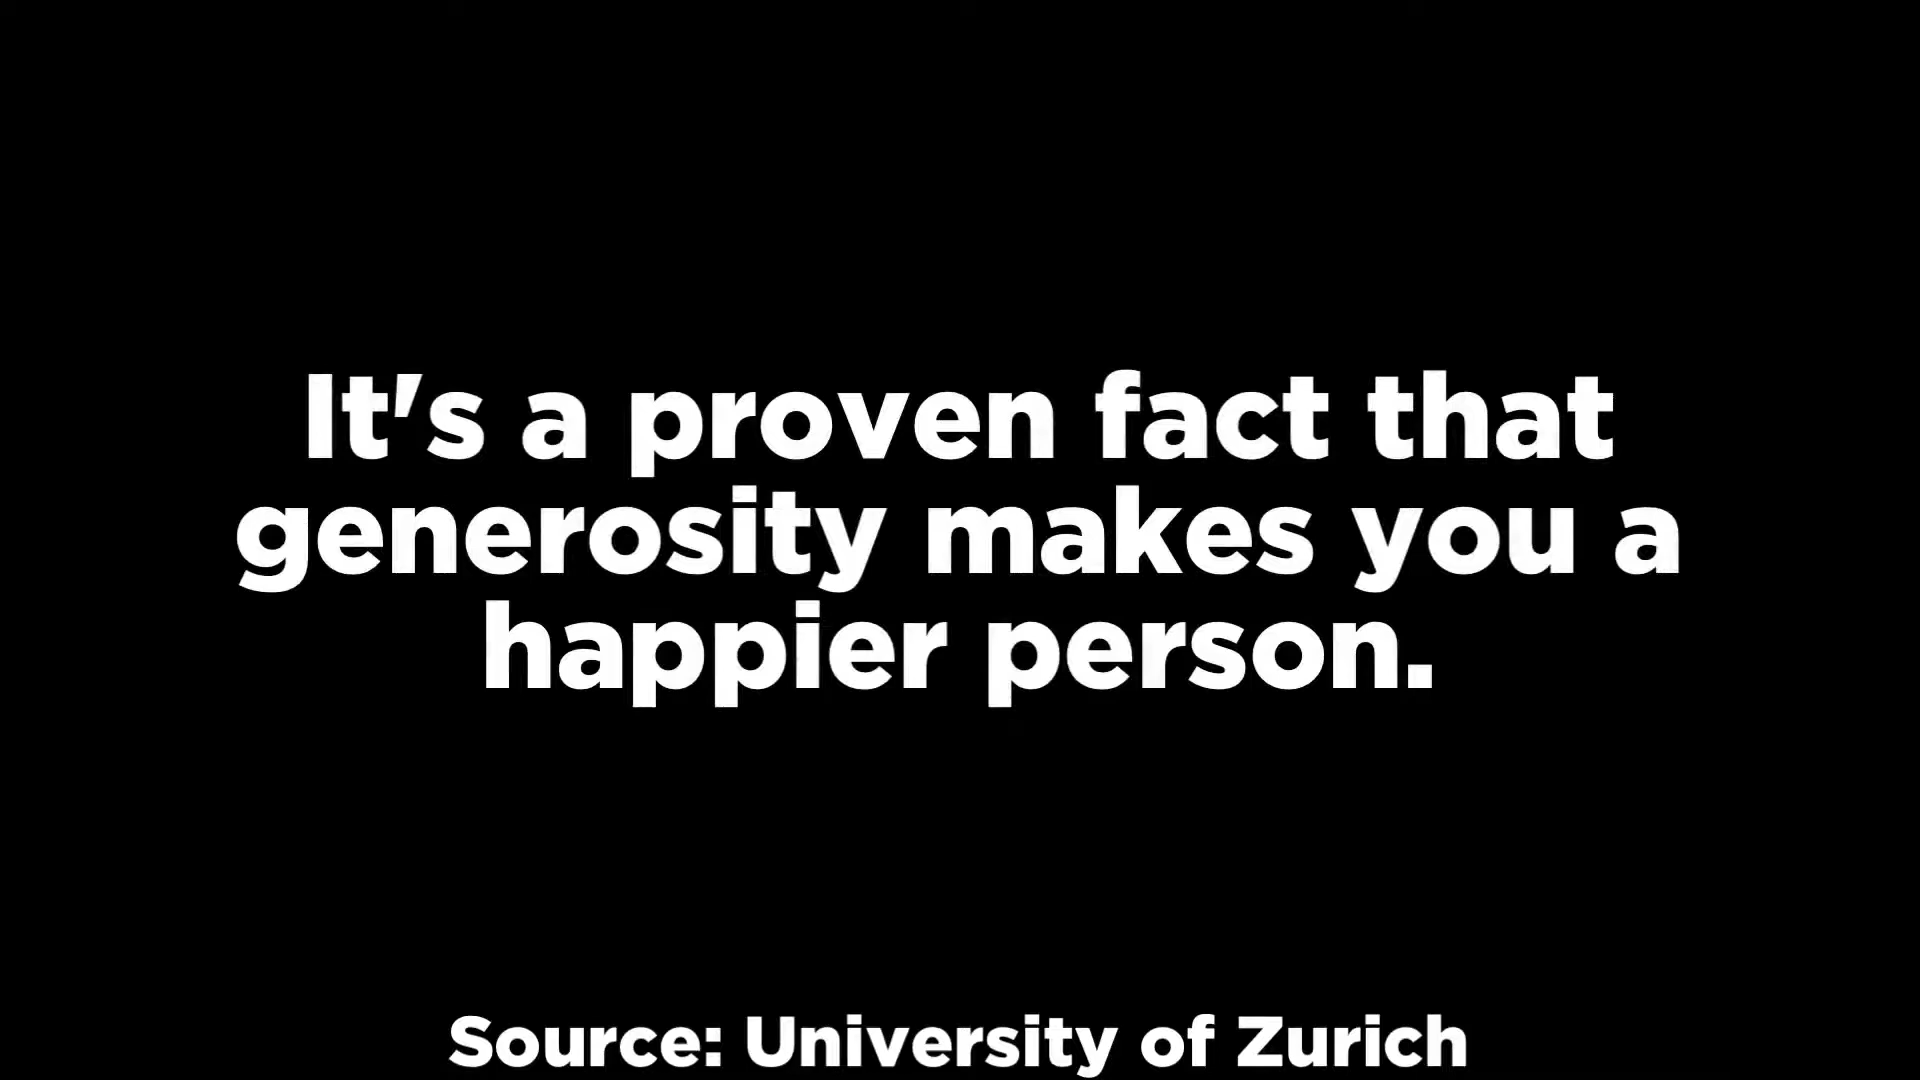 It's a proven fact that
generosity makes you a
happier person.
Source: University of Zurich